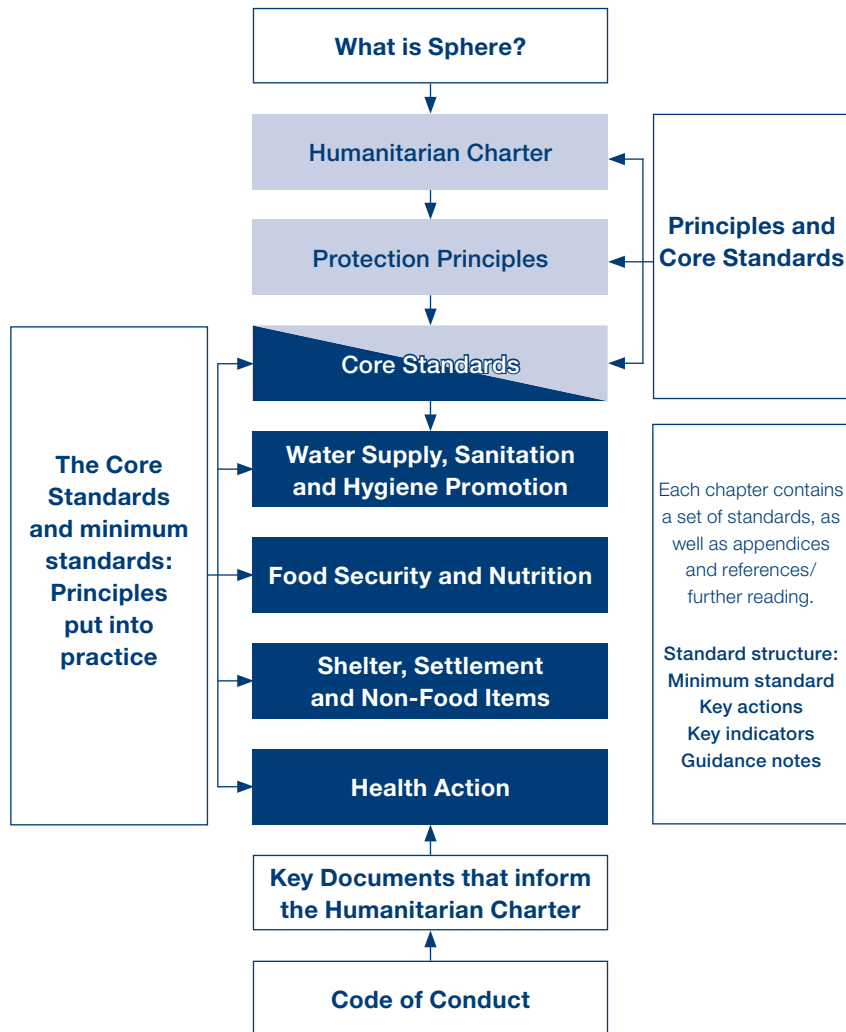 What is Sphere?
Humanitarian Charter
Protection Principles
Principles and
Core Standards
Core Standards
The Core
Standards
and minimum
standards:
Principles
put into
practice
Water Supply, Sanitation
and Hygiene Promotion
Food Security and Nutrition
Shelter, Settlement
and Non-Food Items
Health Action
Each chapter contains
a set of standards, as
well as appendices
and references/
further reading.
Standard structure:
Minimum standard
Key actions
Key indicators
Guidance notes
Key Documents that inform
the Humanitarian Charter
Code of Conduct